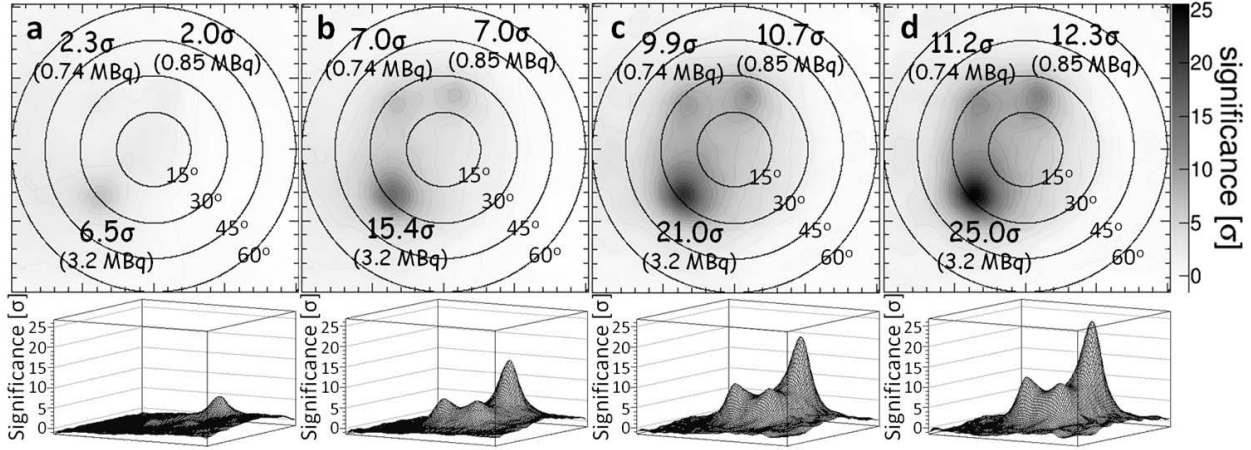 a
2.3σ
(0.74 MBq)
2.0σ
(0.85 MBq)
15°
30°
45°
60°
6.5σ
(3.2 MBq)
b
7.0σ
(0.74 MBq)
7.0σ
(0.85 MBq)
15°
30°
45°
60°
15.4σ
(3.2 MBq)
c
9.9σ
(0.74 MBq)
10.7σ
(0.85 MBq)
15°
30°
45°
60°
21.0σ
(3.2 MBq)
d
11.2σ
(0.74 MBq)
12.3σ
(0.85 MBq)
15°
30°
45°
60°
25.0σ
(3.2 MBq)
25
20
15
10
5
0
significance [σ]
Significance [σ]
25
20
15
10
5
0
Significance [σ]
25
20
15
10
5
0
Significance [σ]
25
20
15
10
5
0
Significance [σ]
25
20
15
10
5
0